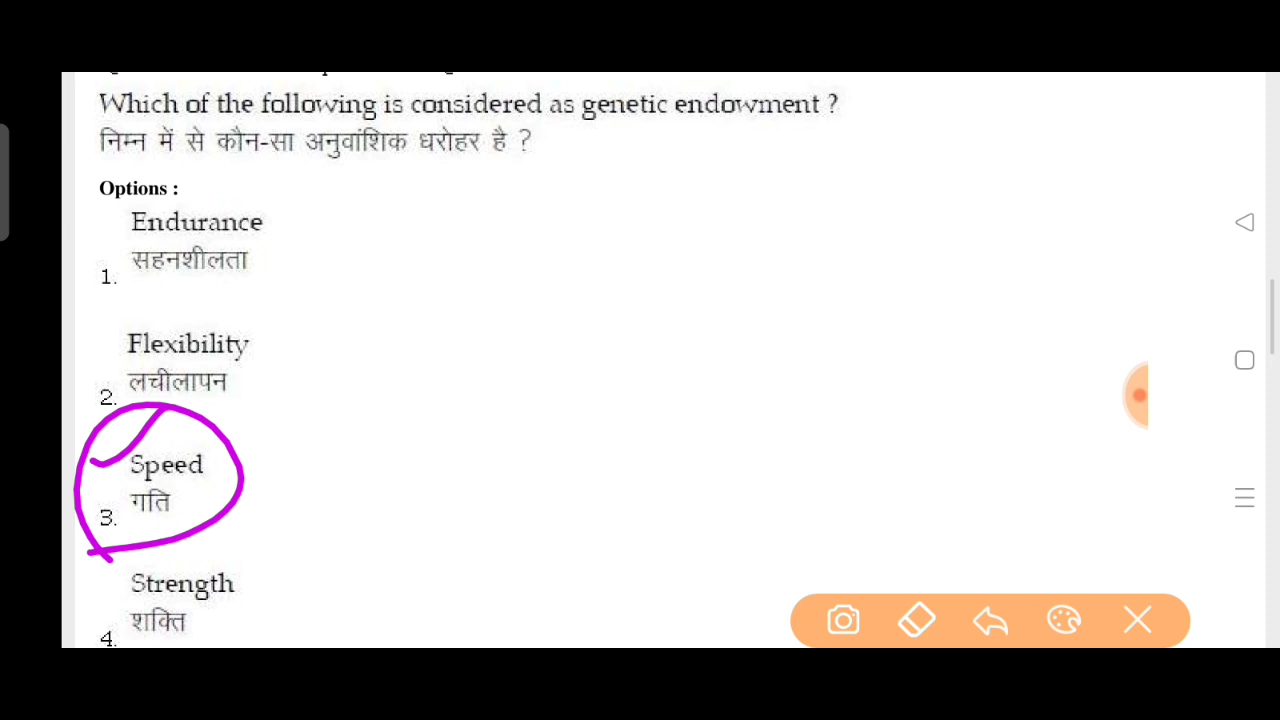 Which of the following is considered as genetic endowment ?
निम्न में से कौन-सा अनुवांशिक धरोहर है ?
Options :
Endurance
सहनशीलता
1.
Flexibility
लचीलापन
2.
Speed
गति
3.
Strength
शक्ति
4.